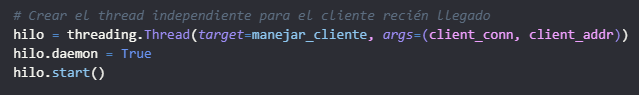 # Crear el thread independiente para el cliente recién llegado
hilo = threading.Thread(target=manejar_cliente, args=(client_conn, client_addr))
hilo.daemon = True
hilo.start()